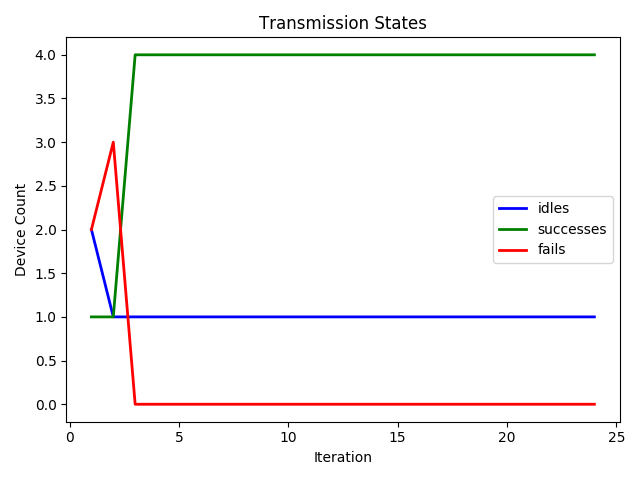 Transmission States
4.0
3.5
3.0
2.5
2.0
1.5
1.0
0.5
0.0
Device Count
idles
successes
fails
0 5 10 15 20 25
Iteration